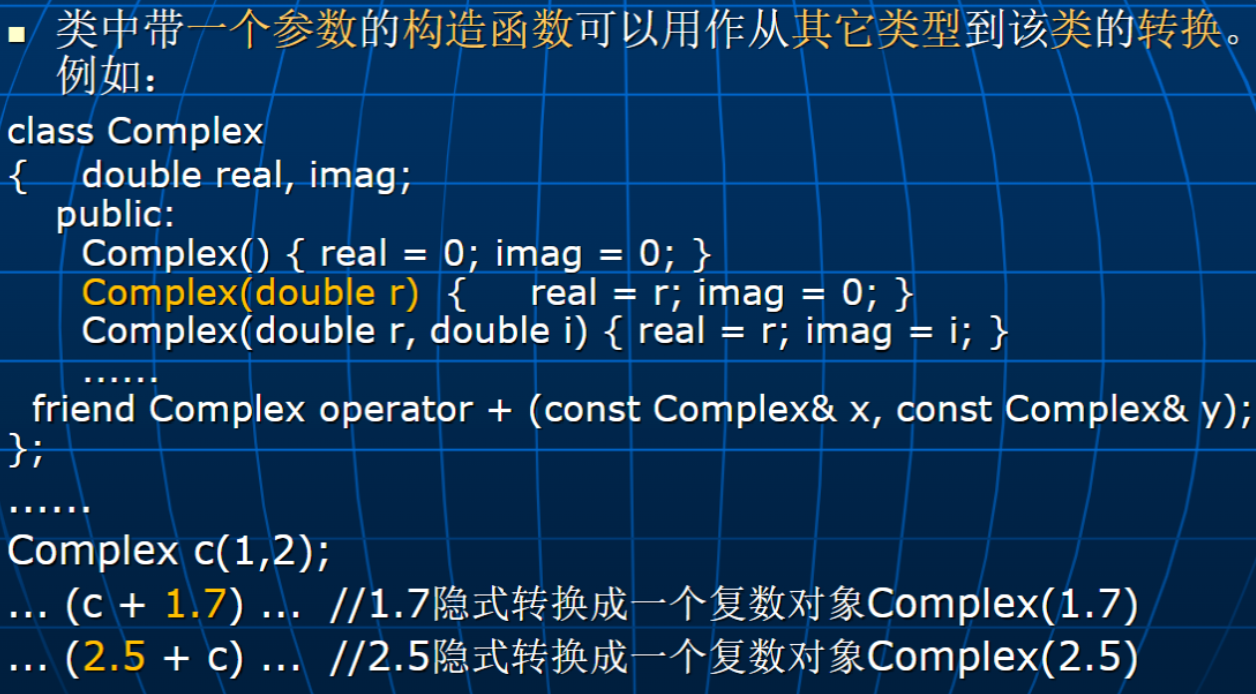 类中带一个参数的构造函数可以用作从其它类型到该类的转换。
例如：
class Complex
{ double real, imag;
public:
Complex() { real = 0; imag = 0; }
Complex(double r) { real = r; imag = 0; }
Complex(double r, double i) { real = r; imag = i; }
......
friend Complex operator + (const Complex& x, const Complex& y);
};
......
Complex c(1,2);
... (c + 1.7) ... //1.7隐式转换成一个复数对象Complex(1.7)
... (2.5 + c) ... //2.5隐式转换成一个复数对象Complex(2.5)